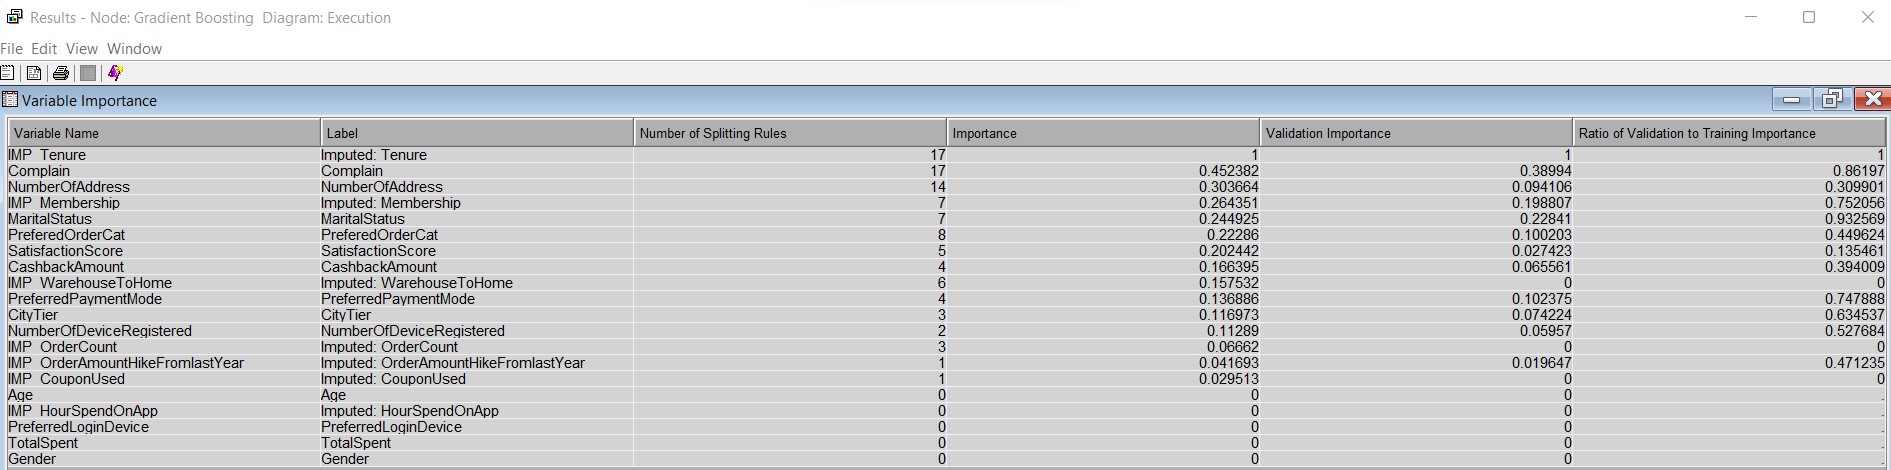 Results - Node: Gradient Boosting  Diagram: Execution
File Edit View Window
Variable Importance
Variable Name Label Number of Splitting Rules Importance Validation Importance Ratio of Validation to Training Importance
IMP_Tenure Imputed: Tenure 17 1 1 1
Complain Complain 17 0.452382 0.38994 0.86197
NumberOfAddress NumberOfAddress 14 0.303664 0.094106 0.309901
IMP_Membership Imputed: Membership 7 0.264351 0.198807 0.752056
MaritalStatus MaritalStatus 7 0.244925 0.22841 0.932569
PreferedOrderCat PreferedOrderCat 8 0.22286 0.100203 0.449624
SatisfactionScore SatisfactionScore 5 0.202442 0.027423 0.135461
CashbackAmount CashbackAmount 4 0.166395 0.065561 0.394009
IMP_WarehouseToHome Imputed: WarehouseToHome 6 0.157532 0 0
PreferredPaymentMode PreferredPaymentMode 4 0.136886 0.102375 0.747888
CityTier CityTier 3 0.116973 0.074224 0.634537
NumberOfDeviceRegistered NumberOfDeviceRegistered 2 0.11289 0.05957 0.527684
IMP_OrderCount Imputed: OrderCount 3 0.06662 0 0
IMP_OrderAmountHikeFromlastYear Imputed: OrderAmountHikeFromlastYear 1 0.041693 0.019647 0.471235
IMP_CouponUsed Imputed: CouponUsed 1 0.029513 0 0
Age Age 0 0 0 .
IMP_HourSpendOnApp Imputed: HourSpendOnApp 0 0 0 .
PreferredLoginDevice PreferredLoginDevice 0 0 0 .
TotalSpent TotalSpent 0 0 0 .
Gender Gender 0 0 0 .